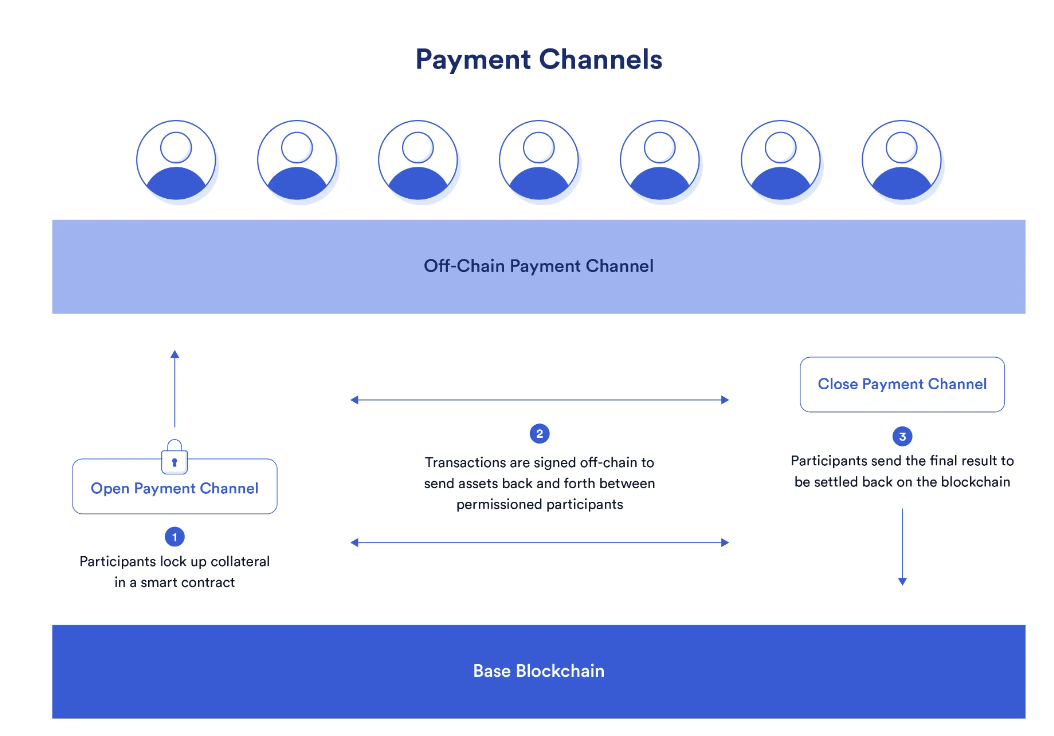 Payment Channels
Off-Chain Payment Channel
Open Payment Channel
1
Participants lock up collateral
in a smart contract
2
Transactions are signed off-chain to
send assets back and forth between
permissioned participants
Close Payment Channel
3
Participants send the final result to
be settled back on the blockchain
Base Blockchain